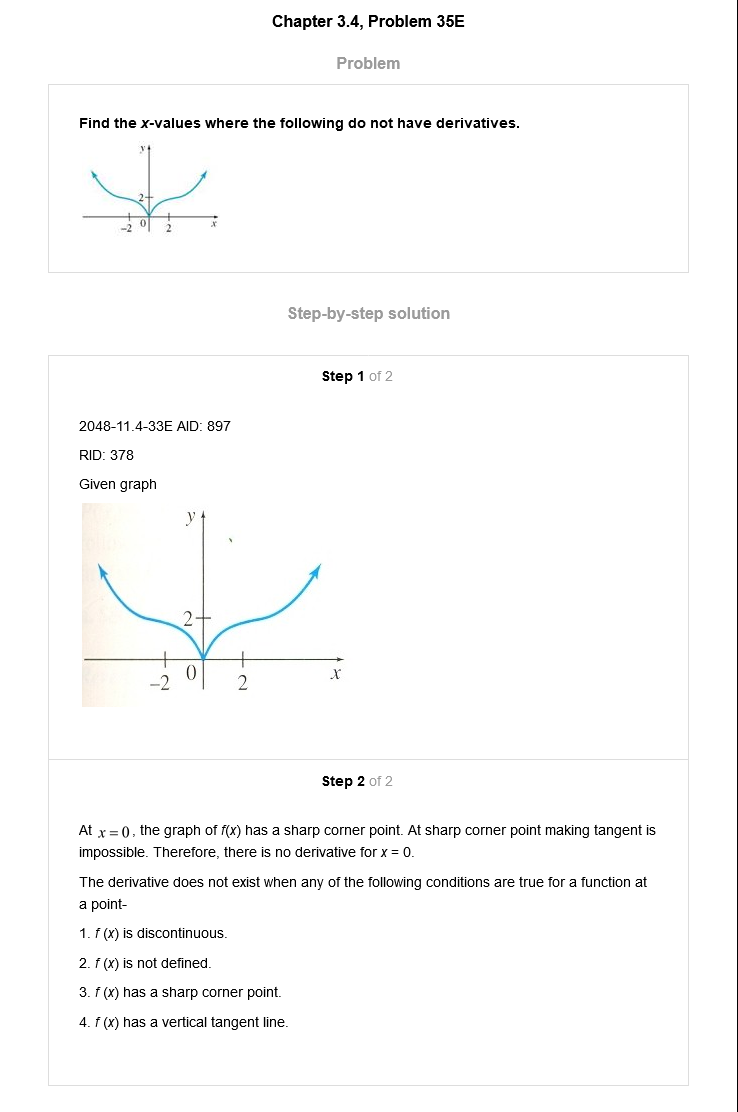 Chapter 3.4, Problem 35E
Problem
Find the x-values where the following do not have derivatives.
y
2
-2 0 2 x
Step-by-step solution
Step 1 of 2
2048-11.4-33E AID: 897
RID: 378
Given graph
y
2
-2 0 2 x
Step 2 of 2
At x = 0, the graph of f(x) has a sharp corner point. At sharp corner point making tangent is
impossible. Therefore, there is no derivative for x = 0.
The derivative does not exist when any of the following conditions are true for a function at
a point-
1. f (x) is discontinuous.
2. f (x) is not defined.
3. f (x) has a sharp corner point.
4. f (x) has a vertical tangent line.